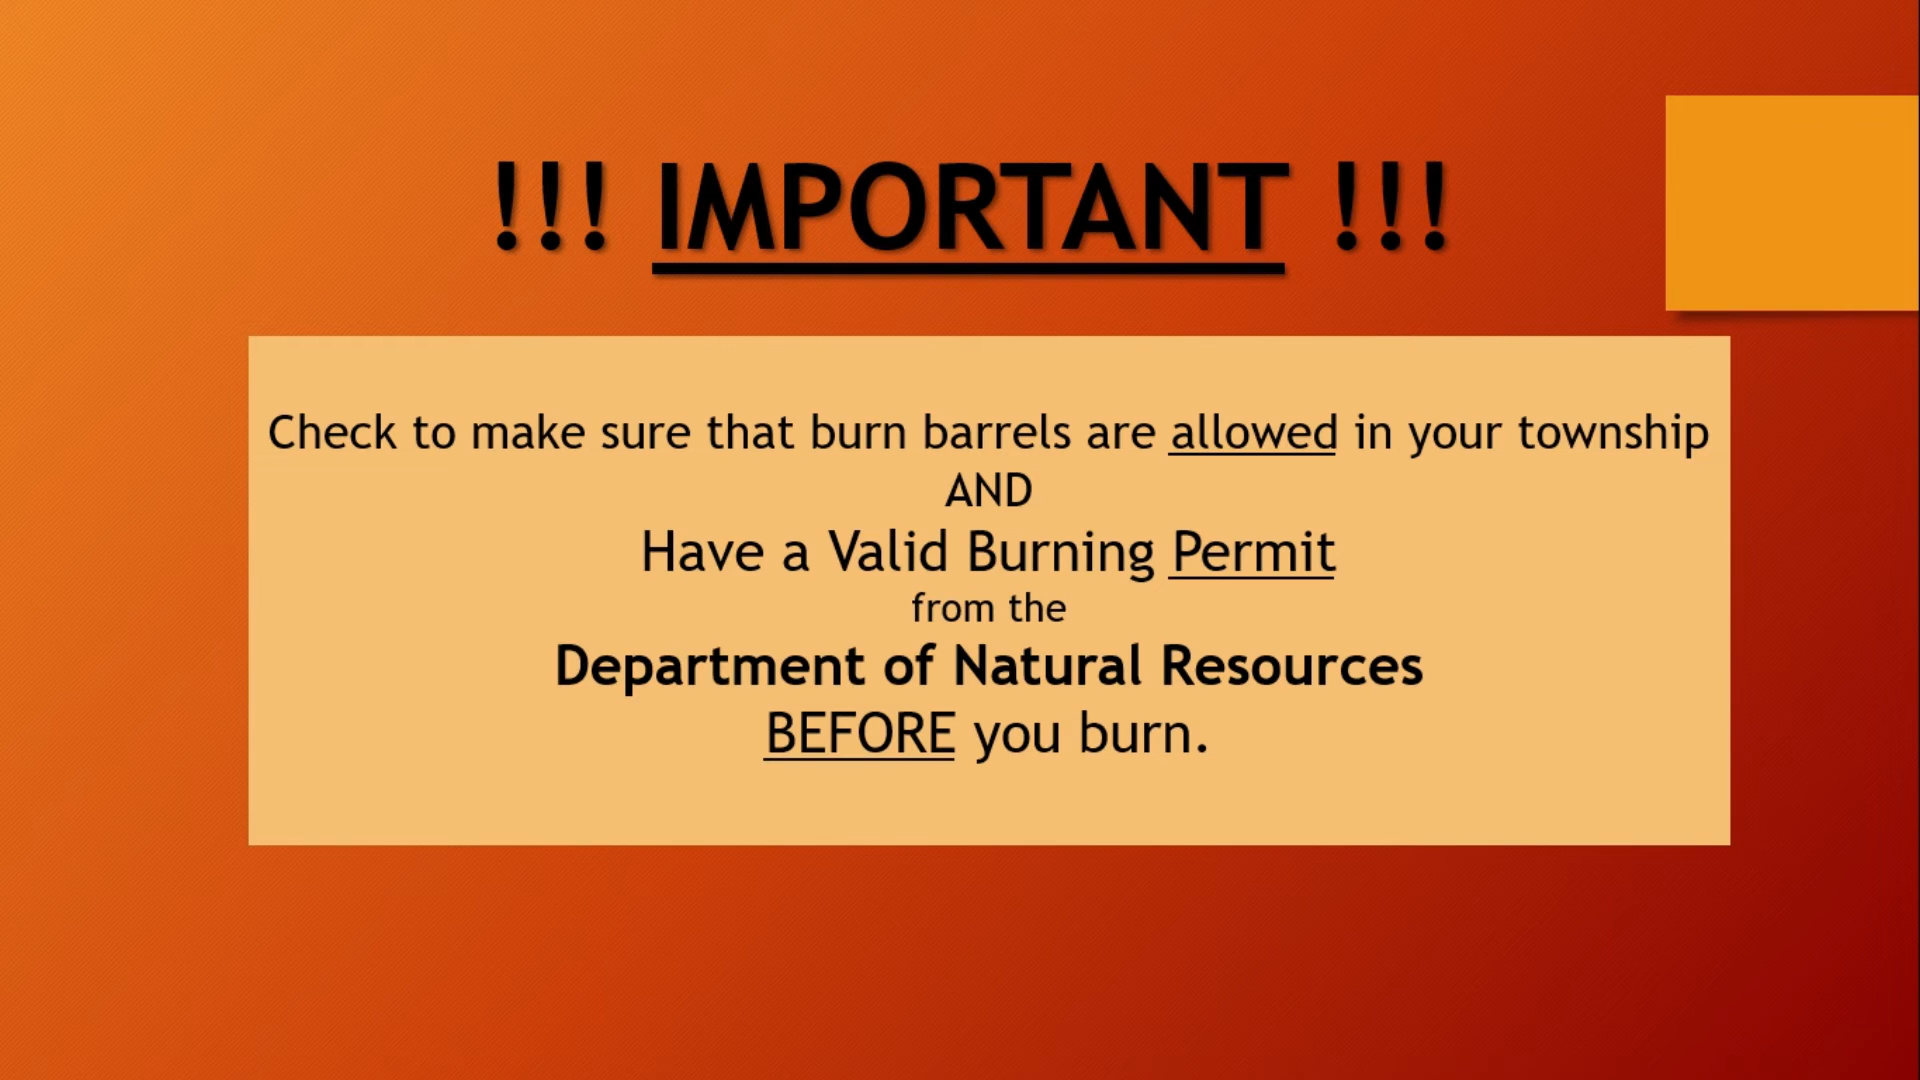 !!! IMPORTANT !!!
Check to make sure that burn barrels are allowed in your township
AND
Have a Valid Burning Permit
from the
Department of Natural Resources
BEFORE you burn.